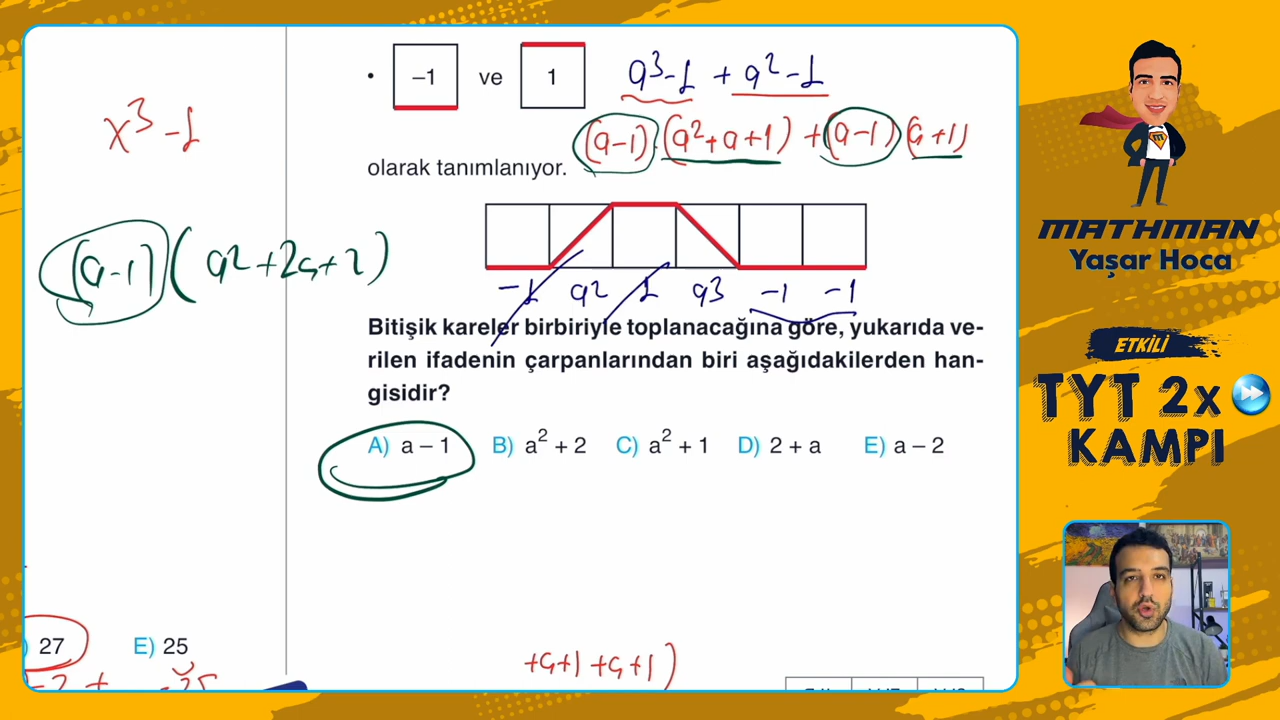 • -1 ve 1 a³-1 + a²-1
x³-1
(a-1).(a²+a+1) + (a-1)(a+1)
olarak tanımlanıyor.
(a-1)(a²+2a+2)
-1 a² 1 a³ -1 -1
Bitişik kareler birbiriyle toplanacağına göre, yukarıda ve-
rilen ifadenin çarpanlarından biri aşağıdakilerden han-
gisidir?
A) a – 1 B) a² + 2 C) a² + 1 D) 2 + a E) a – 2
) 27 E) 25
+a+1 +a+1)
MATHMAN
Yaşar Hoca
ETKİLİ
TYT 2x
KAMPI